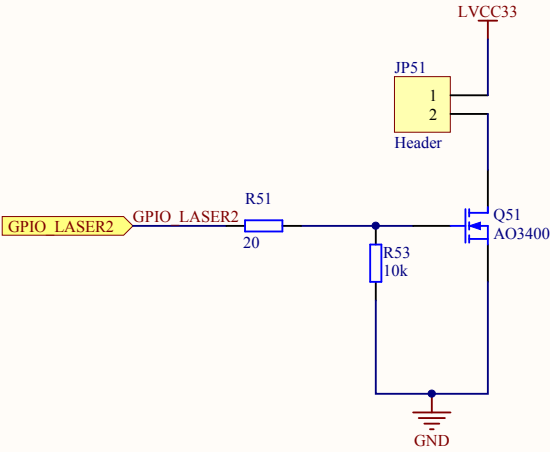 LVCC33
JP51
1
2
Header
R51
GPIO_LASER2
GPIO_LASER2
20
Q51
AO3400
R53
10k
GND